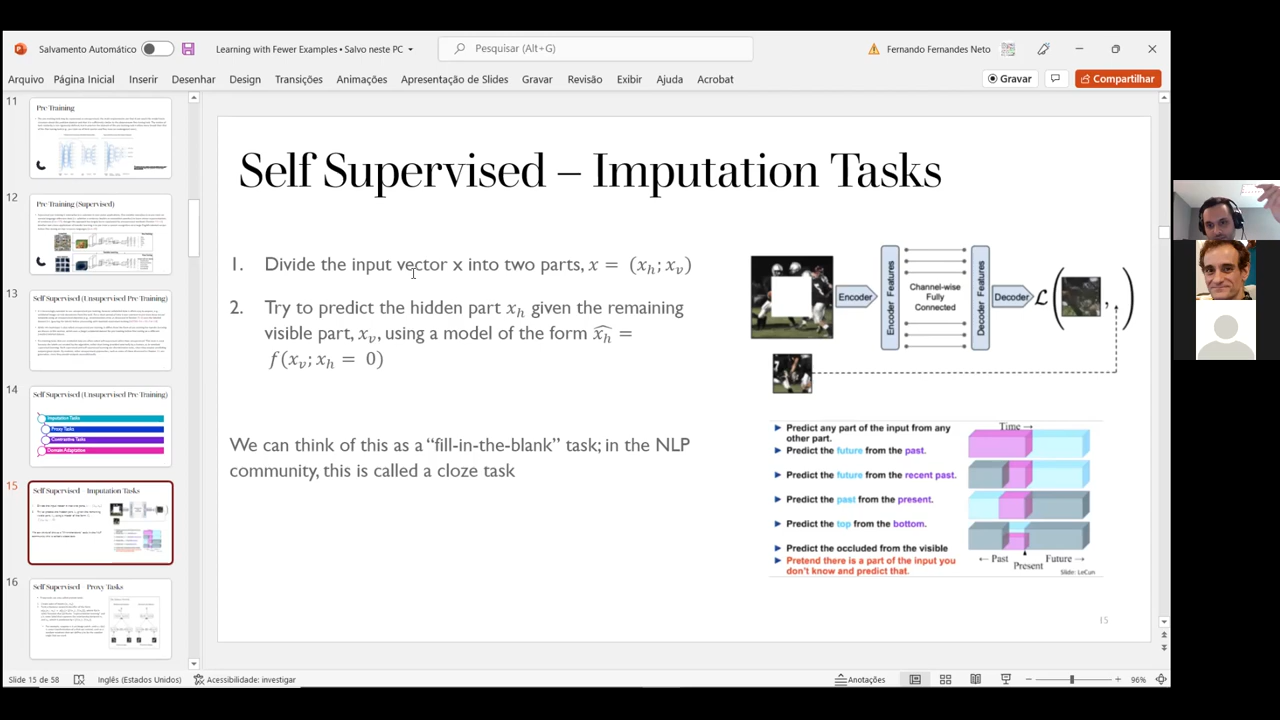 Salvamento Automático
Learning with Fewer Examples • Salvo neste PC
Pesquisar (Alt+G)
Fernando Fernandes Neto
Arquivo Página Inicial Inserir Desenhar Design Transições Animações Apresentação de Slides Gravar Revisão Exibir Ajuda Acrobat
Gravar
Compartilhar
11
Pre Training
12
Pre Training (Supervised)
13
Self Supervised (Unsupervised Pre Training)
14
Self Supervised (Unsupervised Pre Training)
Imputation Tasks
Proxy Tasks
Contrastive Tasks
Domain Adaptation
15
Self Supervised – Imputation Tasks
16
Self Supervised – Proxy Tasks
Self Supervised – Imputation Tasks
1. Divide the input vector x into two parts, x = (x_h; x_v)
2. Try to predict the hidden part x_h given the remaining
visible part, x_v, using a model of the form \hat{x_h} =
f(x_v; x_h = 0)
We can think of this as a “fill-in-the-blank” task; in the NLP
community, this is called a cloze task
Encoder
Encoder Features
Channel-wise
Fully
Connected
Decoder Features
Decoder
ℒ ( , )
► Predict any part of the input from any
other part.
► Predict the future from the past.
► Predict the future from the recent past.
► Predict the past from the present.
► Predict the top from the bottom.
► Predict the occluded from the visible
► Pretend there is a part of the input you
don't know and predict that.
Time →
← Past
Present
Future →
Slide: LeCun
15
Slide 15 de 58
Inglês (Estados Unidos)
Acessibilidade: investigar
Anotações
96%